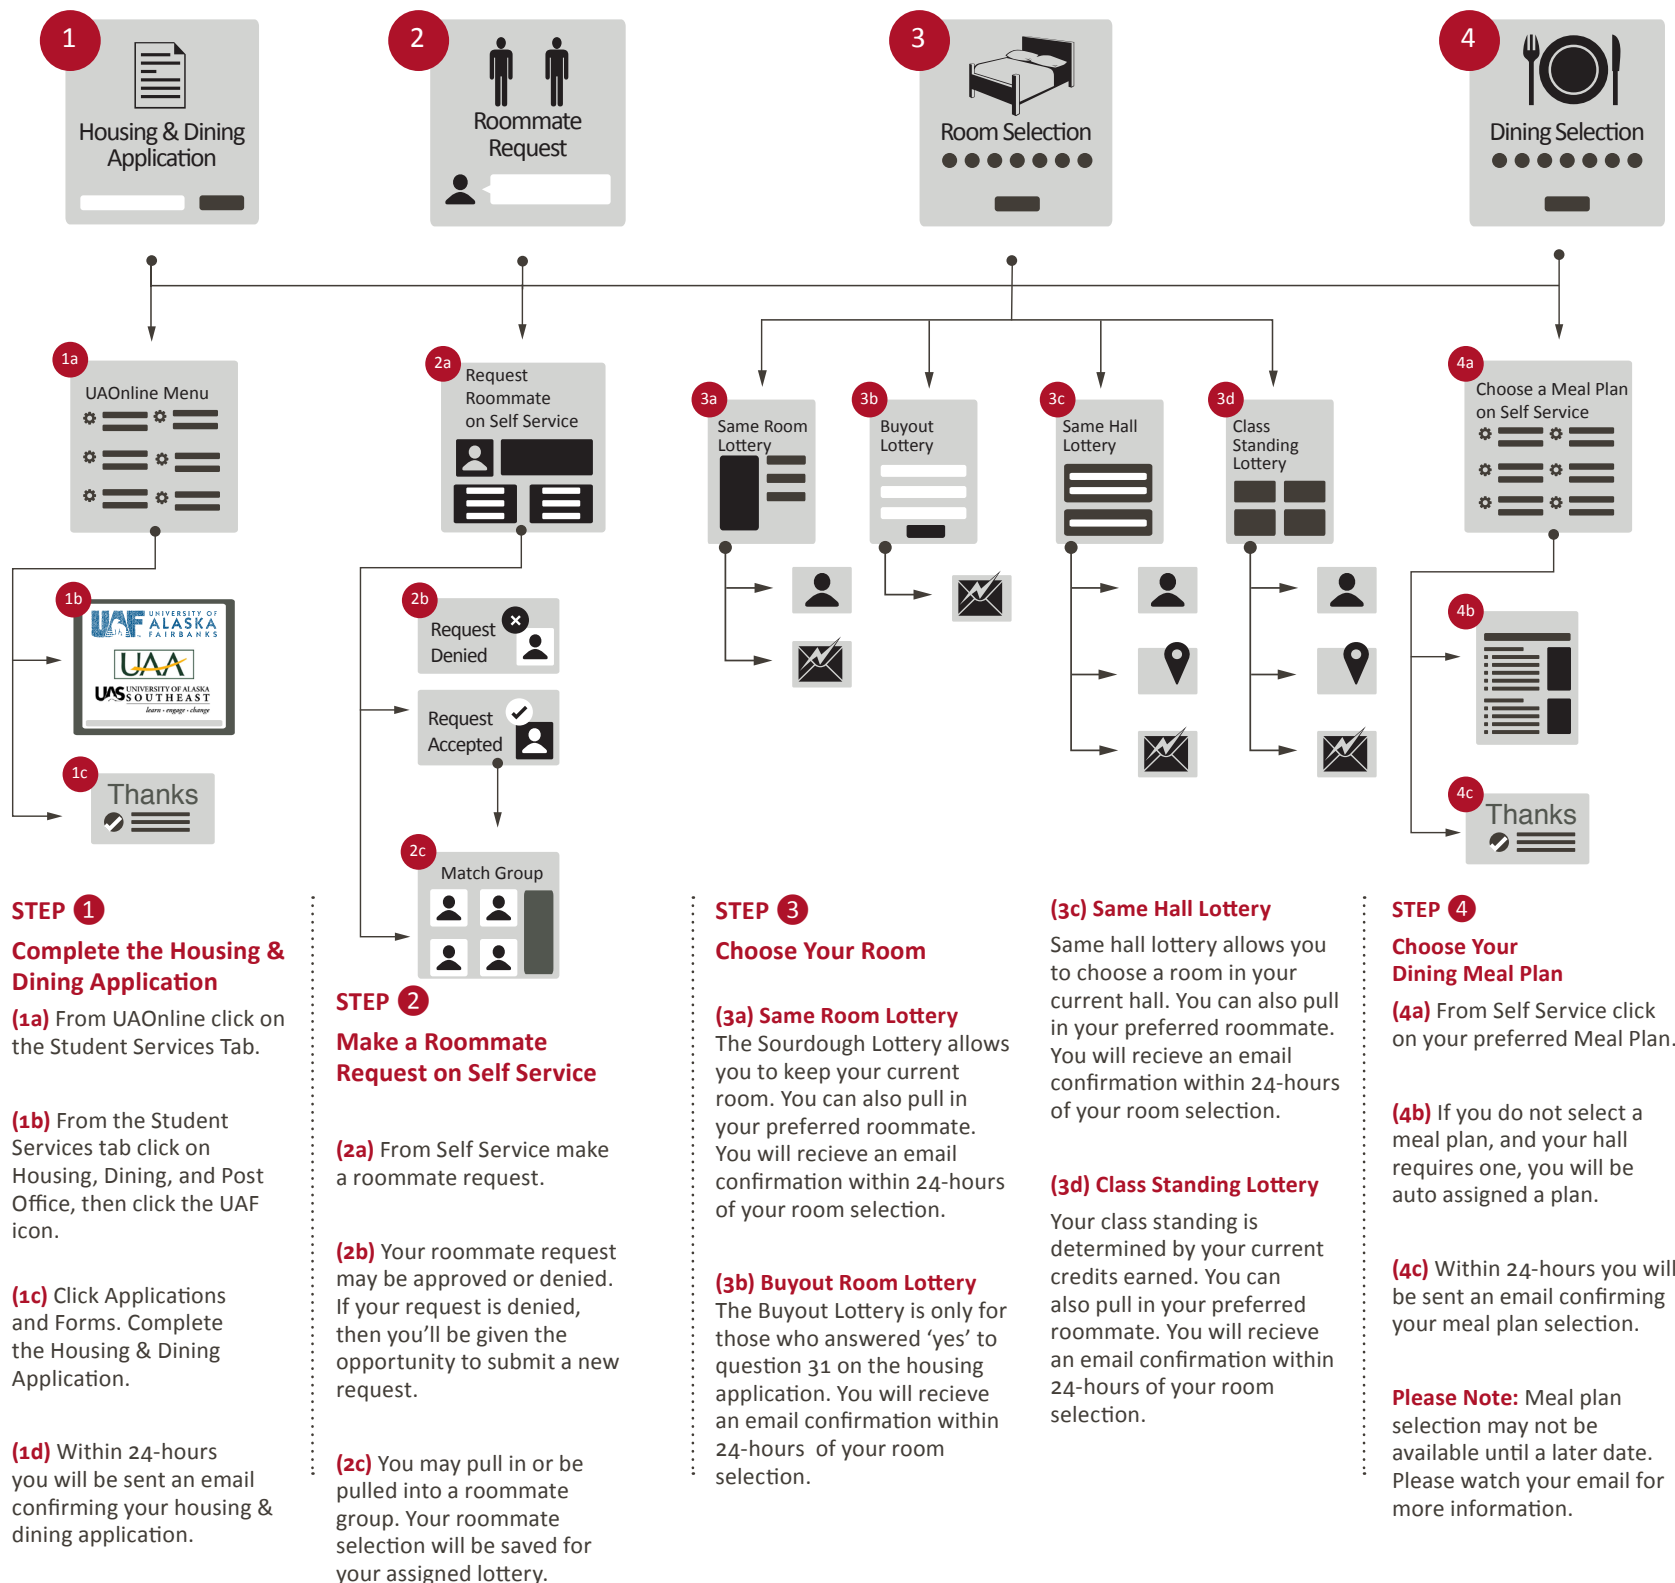 1
Housing & Dining
Application
2
Roommate
Request
3
Room Selection
4
Dining Selection
1a
UAOnline Menu
1b
UAF UNIVERSITY OF
ALASKA
FAIRBANKS
UAA
UAS UNIVERSITY OF ALASKA
SOUTHEAST
learn • engage • change
1c
Thanks
2a
Request
Roommate
on Self Service
2b
Request
Denied
Request
Accepted
2c
Match Group
3a
Same Room
Lottery
3b
Buyout
Lottery
3c
Same Hall
Lottery
3d
Class
Standing
Lottery
4a
Choose a Meal Plan
on Self Service
4b
4c
Thanks
STEP 1
Complete the Housing &
Dining Application
(1a) From UAOnline click on
the Student Services Tab.
(1b) From the Student
Services tab click on
Housing, Dining, and Post
Office, then click the UAF
icon.
(1c) Click Applications
and Forms. Complete
the Housing & Dining
Application.
(1d) Within 24-hours
you will be sent an email
confirming your housing &
dining application.
STEP 2
Make a Roommate
Request on Self Service
(2a) From Self Service make
a roommate request.
(2b) Your roommate request
may be approved or denied.
If your request is denied,
then you'll be given the
opportunity to submit a new
request.
(2c) You may pull in or be
pulled into a roommate
group. Your roommate
selection will be saved for
your assigned lottery.
STEP 3
Choose Your Room
(3a) Same Room Lottery
The Sourdough Lottery allows
you to keep your current
room. You can also pull in
your preferred roommate.
You will recieve an email
confirmation within 24-hours
of your room selection.
(3b) Buyout Room Lottery
The Buyout Lottery is only for
those who answered 'yes' to
question 31 on the housing
application. You will recieve
an email confirmation within
24-hours of your room
selection.
(3c) Same Hall Lottery
Same hall lottery allows you
to choose a room in your
current hall. You can also pull
in your preferred roommate.
You will recieve an email
confirmation within 24-hours
of your room selection.
(3d) Class Standing Lottery
Your class standing is
determined by your current
credits earned. You can
also pull in your preferred
roommate. You will recieve
an email confirmation within
24-hours of your room
selection.
STEP 4
Choose Your
Dining Meal Plan
(4a) From Self Service click
on your preferred Meal Plan.
(4b) If you do not select a
meal plan, and your hall
requires one, you will be
auto assigned a plan.
(4c) Within 24-hours you will
be sent an email confirming
your meal plan selection.
Please Note: Meal plan
selection may not be
available until a later date.
Please watch your email for
more information.